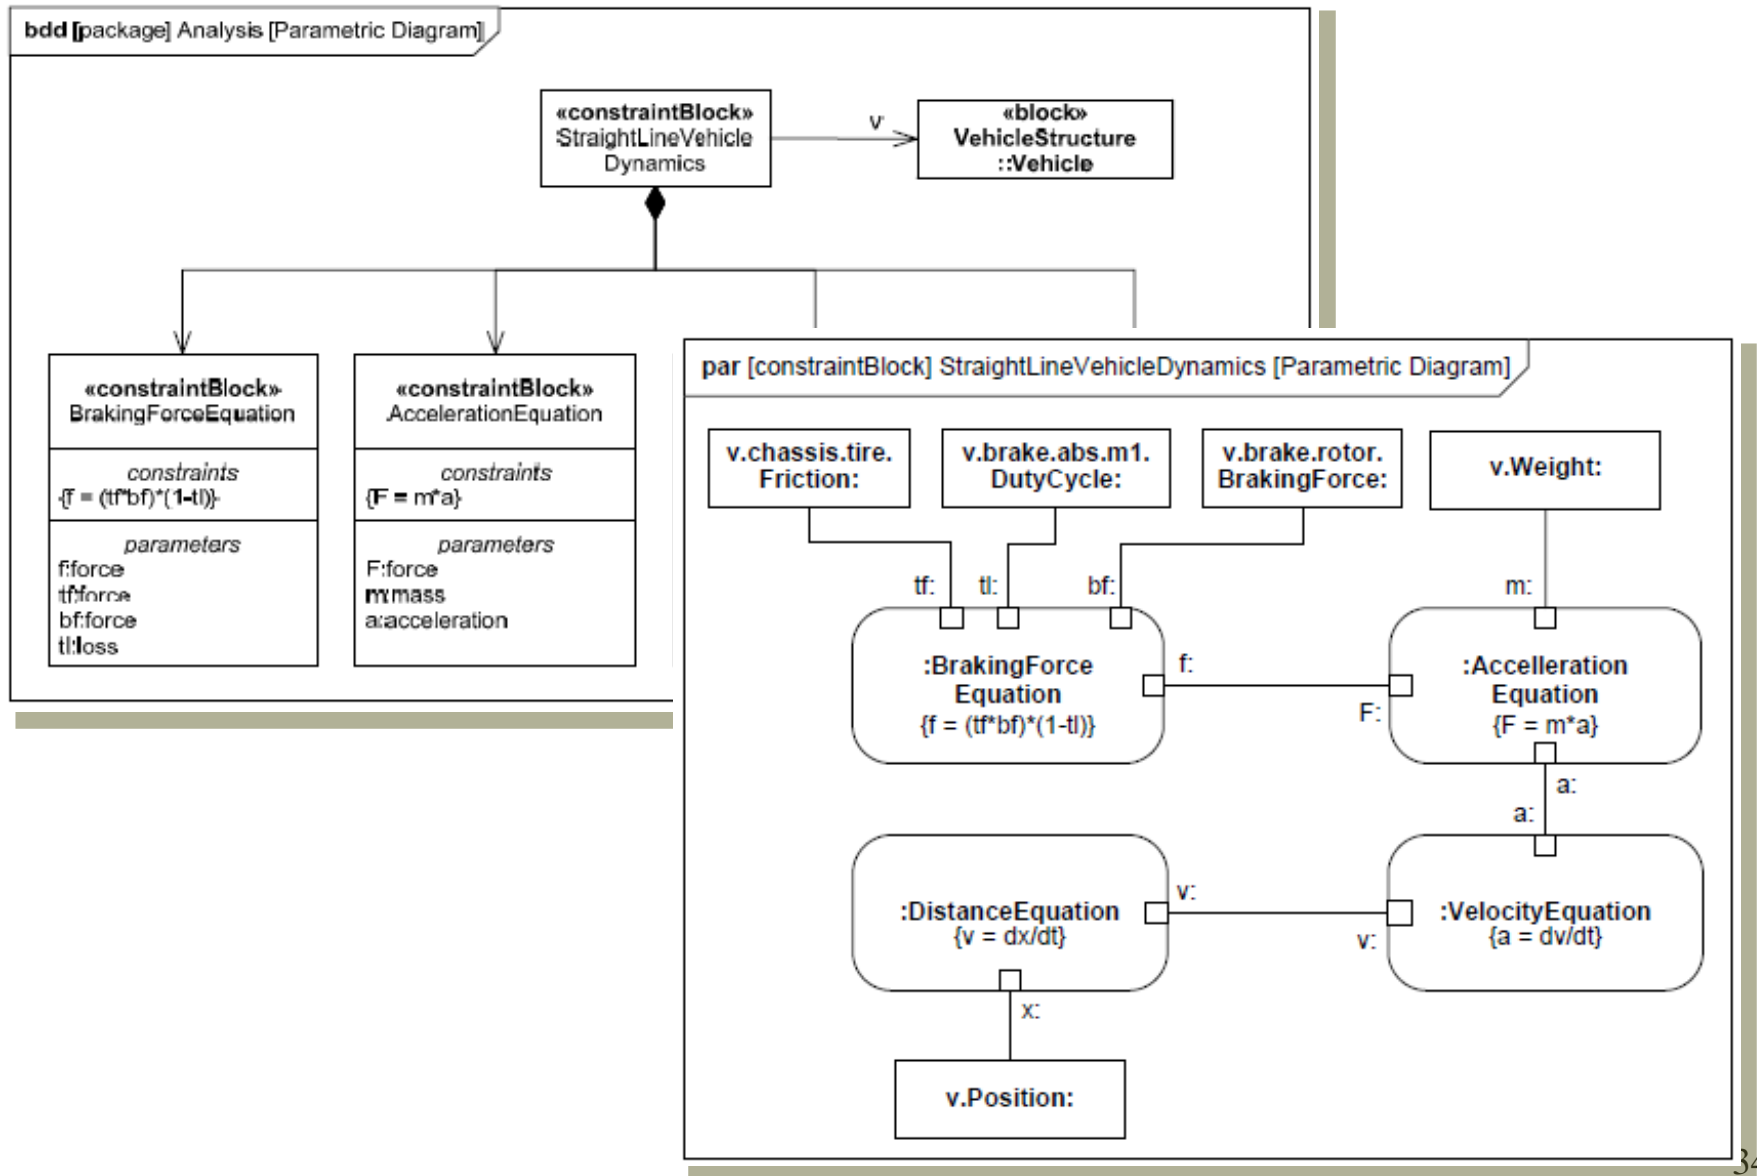 bdd [package] Analysis [Parametric Diagram]
«constraintBlock»
StraightLineVehicle
Dynamics
v
«block»
VehicleStructure
::Vehicle
«constraintBlock»
BrakingForceEquation
constraints
{f = (tf*bf)*(1-tl)}
parameters
f:force
tf:force
bf:force
tl:loss
«constraintBlock»
AccelerationEquation
constraints
{F = m*a}
parameters
F:force
m:mass
a:acceleration
par [constraintBlock] StraightLineVehicleDynamics [Parametric Diagram]
v.chassis.tire.
Friction:
v.brake.abs.m1.
DutyCycle:
v.brake.rotor.
BrakingForce:
v.Weight:
tf:
tl:
bf:
m:
:BrakingForce
Equation
{f = (tf*bf)*(1-tl)}
f:
F:
:Accelleration
Equation
{F = m*a}
a:
a:
:DistanceEquation
{v = dx/dt}
v:
v:
:VelocityEquation
{a = dv/dt}
x:
v.Position:
34